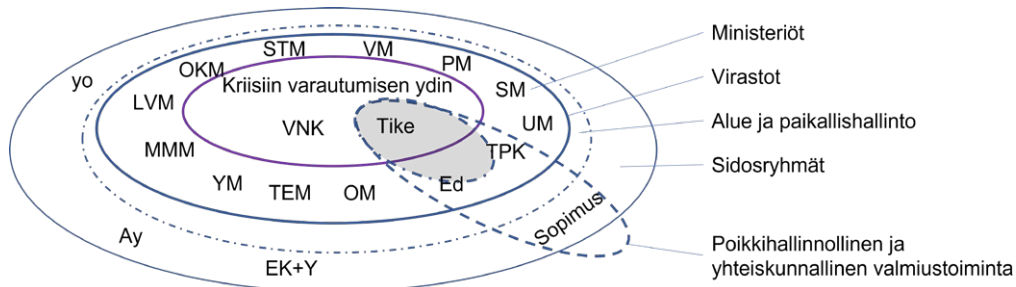 STM
VM
PM
OKM
SM
yo
LVM
Kriisiin varautumisen ydin
VNK
Tike
UM
MMM
TPK
YM
TEM
OM
Ed
Sopimus
Ay
EK+Y
Ministeriöt
Virastot
Alue ja paikallishallinto
Sidosryhmät
Poikkihallinnollinen ja
yhteiskunnallinen valmiustoiminta